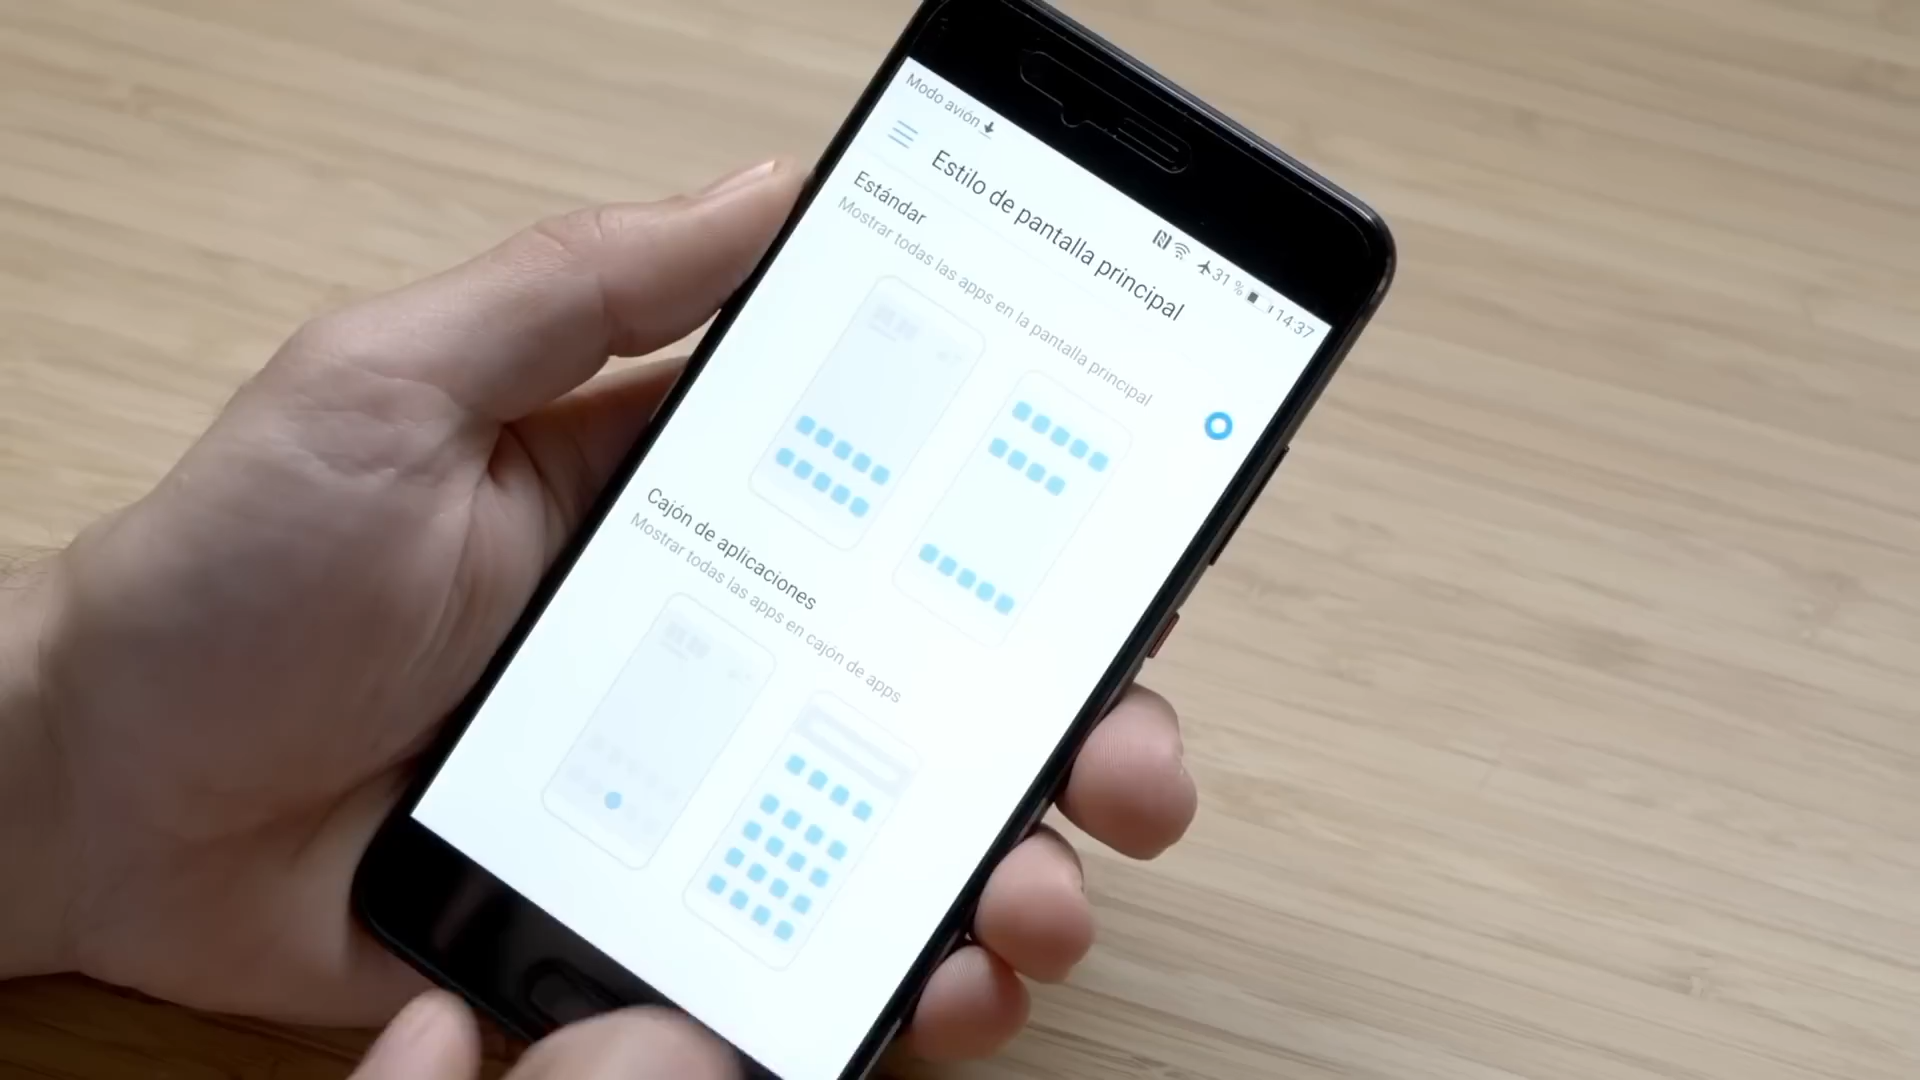 Modo avión 31 % 14:37
Estilo de pantalla principal
Estándar
Mostrar todas las apps en la pantalla principal
Cajón de aplicaciones
Mostrar todas las apps en cajón de apps